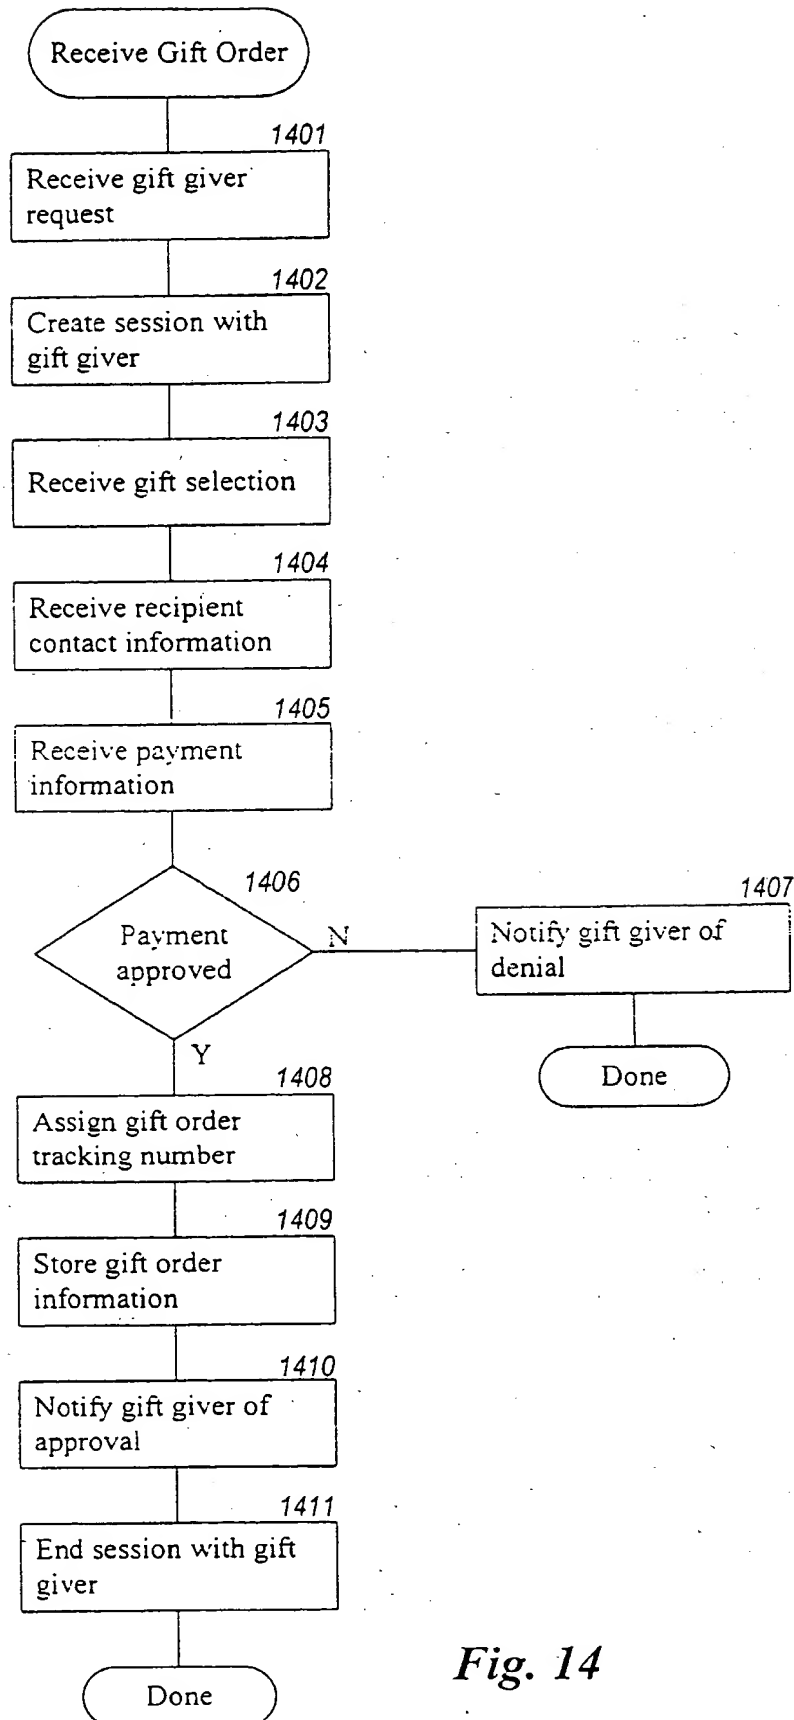 Receive Gift Order
1401
Receive gift giver
request
1402
Create session with
gift giver
1403
Receive gift selection
1404
Receive recipient
contact information
1405
Receive payment
information
1406
Payment
approved
N
1407
Notify gift giver of
denial
Done
Y
1408
Assign gift order
tracking number
1409
Store gift order
information
1410
Notify gift giver of
approval
1411
End session with gift
giver
Done
Fig. 14